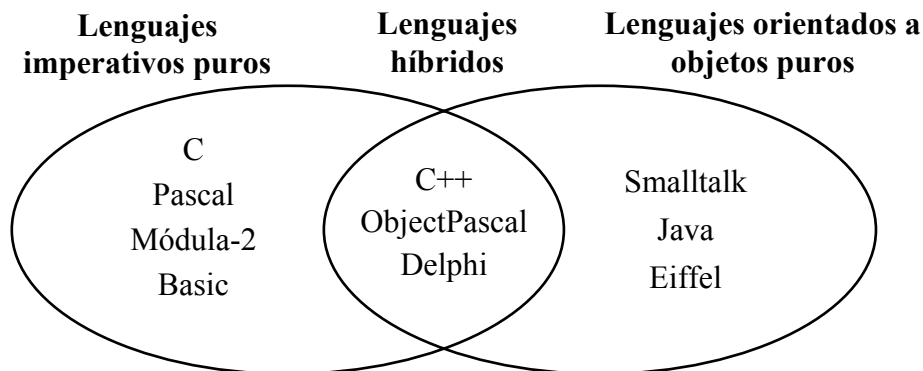 Lenguajes
imperativos puros
Lenguajes
híbridos
Lenguajes orientados a
objetos puros
C
Pascal
Módula-2
Basic
C++
ObjectPascal
Delphi
Smalltalk
Java
Eiffel